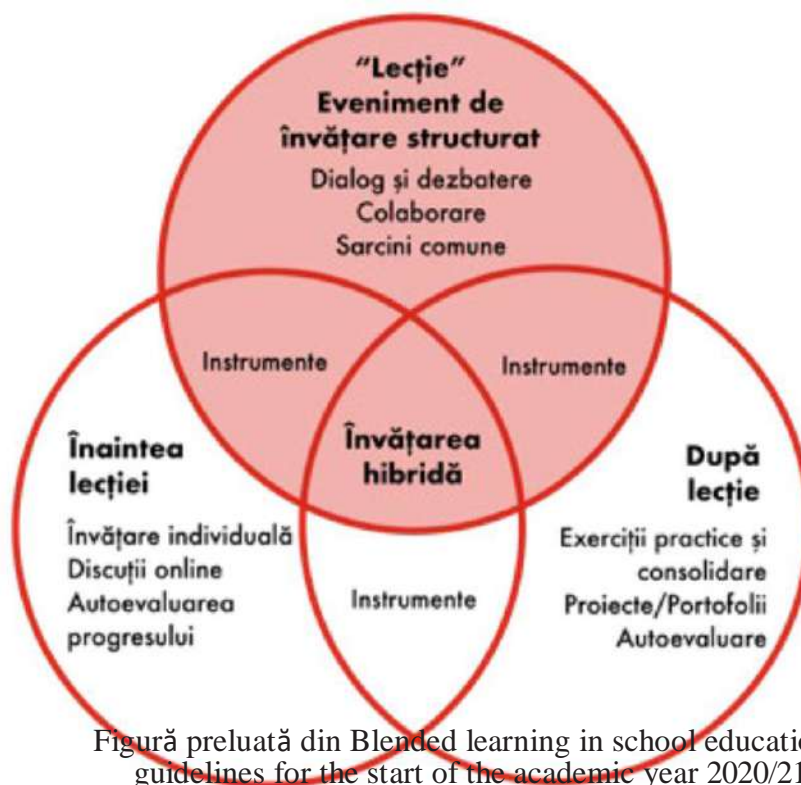 “Lecție”
Eveniment de
învățare structurat
Dialog și dezbatere
Colaborare
Sarcini comune
Instrumente
Instrumente
Învățarea
hibridă
Înaintea
lecției
Învățare individuală
Discuții online
Autoevaluarea
progresului
După
lecție
Exerciții practice și
consolidare
Proiecte/Portofolii
Autoevaluare
Instrumente
Figură preluată din Blended learning in school
guidelines for the start of the academic year 2020/21